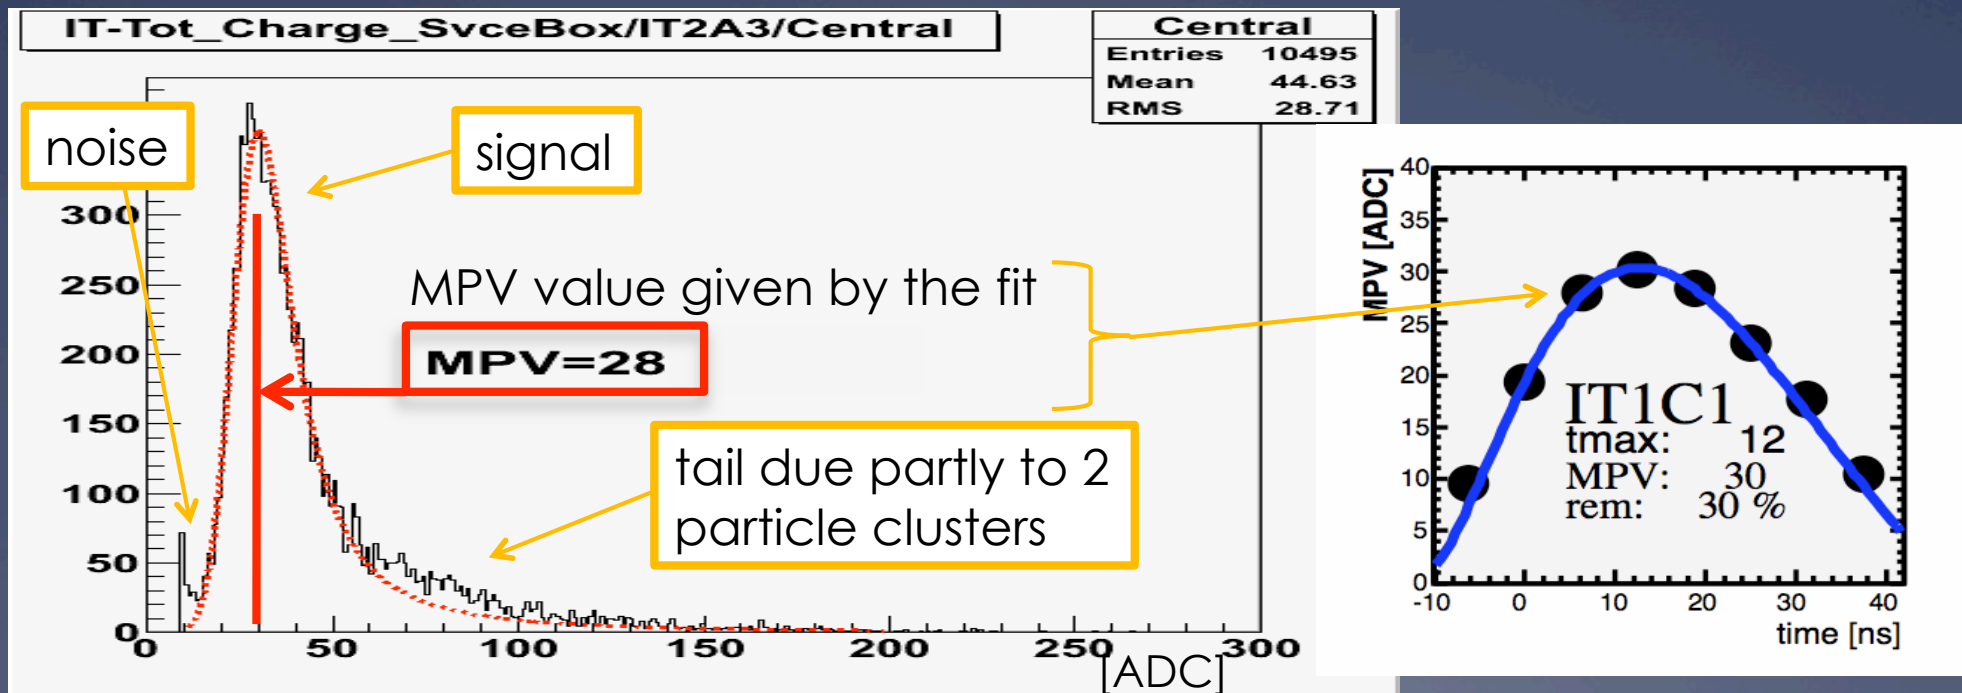 IT-Tot_Charge_SvceBox/IT2A3/Central
Central
Entries 10495
Mean 44.63
RMS 28.71
noise
signal
300
250
200
150
100
50
0
MPV value given by the fit
MPV=28
tail due partly to 2
particle clusters
0 50 100 150 200 250 300
[ADC]
MPV [ADC]
40
35
30
25
20
15
10
5
0
IT1C1
tmax: 12
MPV: 30
rem: 30 %
-10 0 10 20 30 40
time [ns]